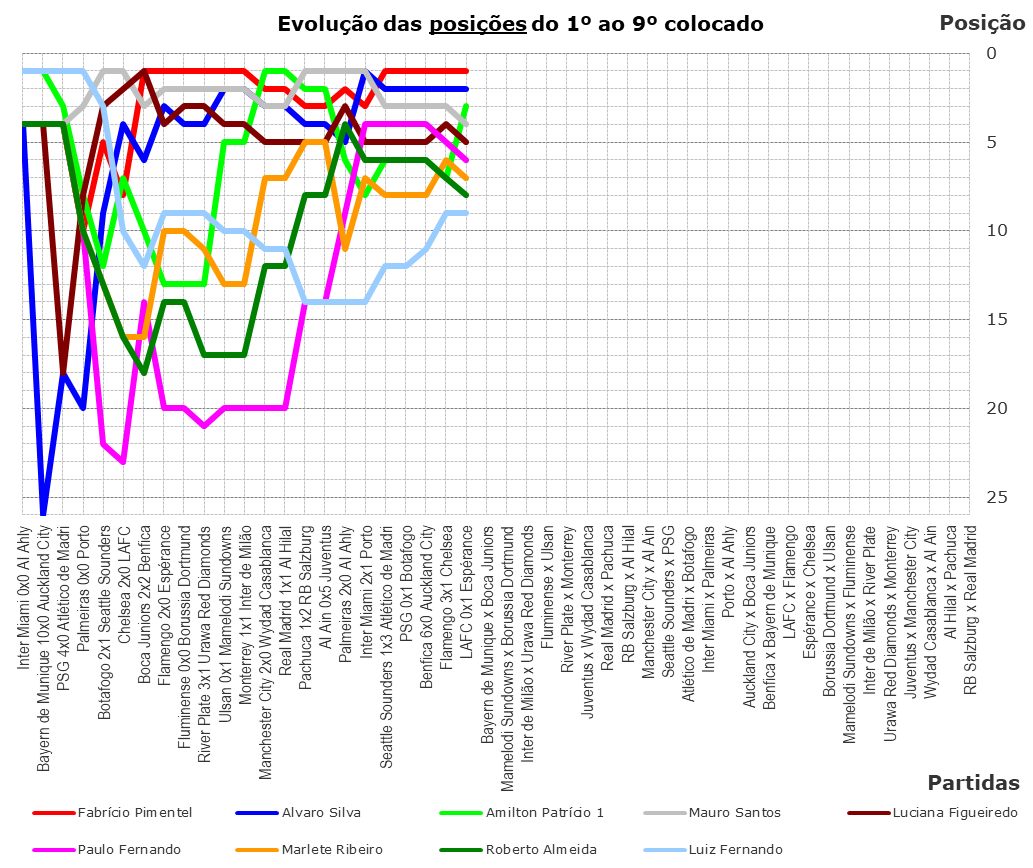 Evolução das posições do 1º ao 9º colocado
Posição
0
5
10
15
20
25
Inter Miami 0x0 Al Ahly
Bayern de Munique 10x0 Auckland City
PSG 4x0 Atlético de Madri
Palmeiras 0x0 Porto
Botafogo 2x1 Seattle Sounders
Chelsea 2x0 LAFC
Boca Juniors 2x2 Benfica
Flamengo 2x0 Espérance
Fluminense 0x0 Borussia Dortmund
River Plate 3x1 Urawa Red Diamonds
Ulsan 0x1 Mamelodi Sundowns
Monterrey 1x1 Inter de Milão
Manchester City 2x0 Wydad Casablanca
Real Madrid 1x1 Al Hilal
Pachuca 1x2 RB Salzburg
Al Ain 0x5 Juventus
Palmeiras 2x0 Al Ahly
Inter Miami 2x1 Porto
Seattle Sounders 1x3 Atlético de Madri
PSG 0x1 Botafogo
Benfica 6x0 Auckland City
Flamengo 3x1 Chelsea
LAFC 0x1 Espérance
Bayern de Munique x Boca Juniors
Mamelodi Sundowns x Borussia Dortmund
Inter de Milão x Urawa Red Diamonds
Fluminense x Ulsan
River Plate x Monterrey
Juventus x Wydad Casablanca
Real Madrid x Pachuca
RB Salzburg x Al Hilal
Manchester City x Al Ain
Seattle Sounders x PSG
Atlético de Madri x Botafogo
Inter Miami x Palmeiras
Porto x Al Ahly
Auckland City x Boca Juniors
Benfica x Bayern de Munique
LAFC x Flamengo
Espérance x Chelsea
Borussia Dortmund x Ulsan
Mamelodi Sundowns x Fluminense
Inter de Milão x River Plate
Urawa Red Diamonds x Monterrey
Juventus x Manchester City
Wydad Casablanca x Al Ain
Al Hilal x Pachuca
RB Salzburg x Real Madrid
Partidas
Fabrício Pimentel
Alvaro Silva
Amilton Patrício 1
Mauro Santos
Luciana Figueiredo
Paulo Fernando
Marlete Ribeiro
Roberto Almeida
Luiz Fernando